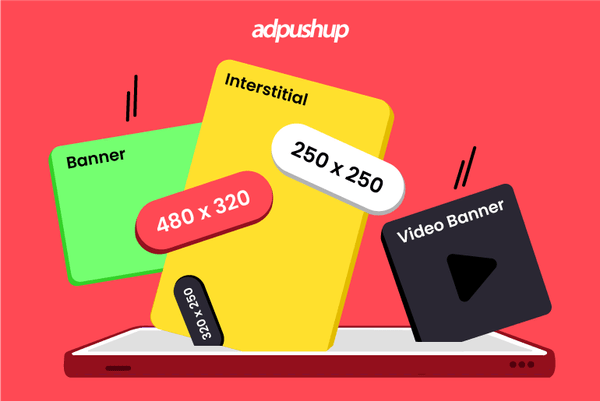 adpushup
Interstitial
Banner
250 x 250
480 x 320
Video Banner
320 x 250